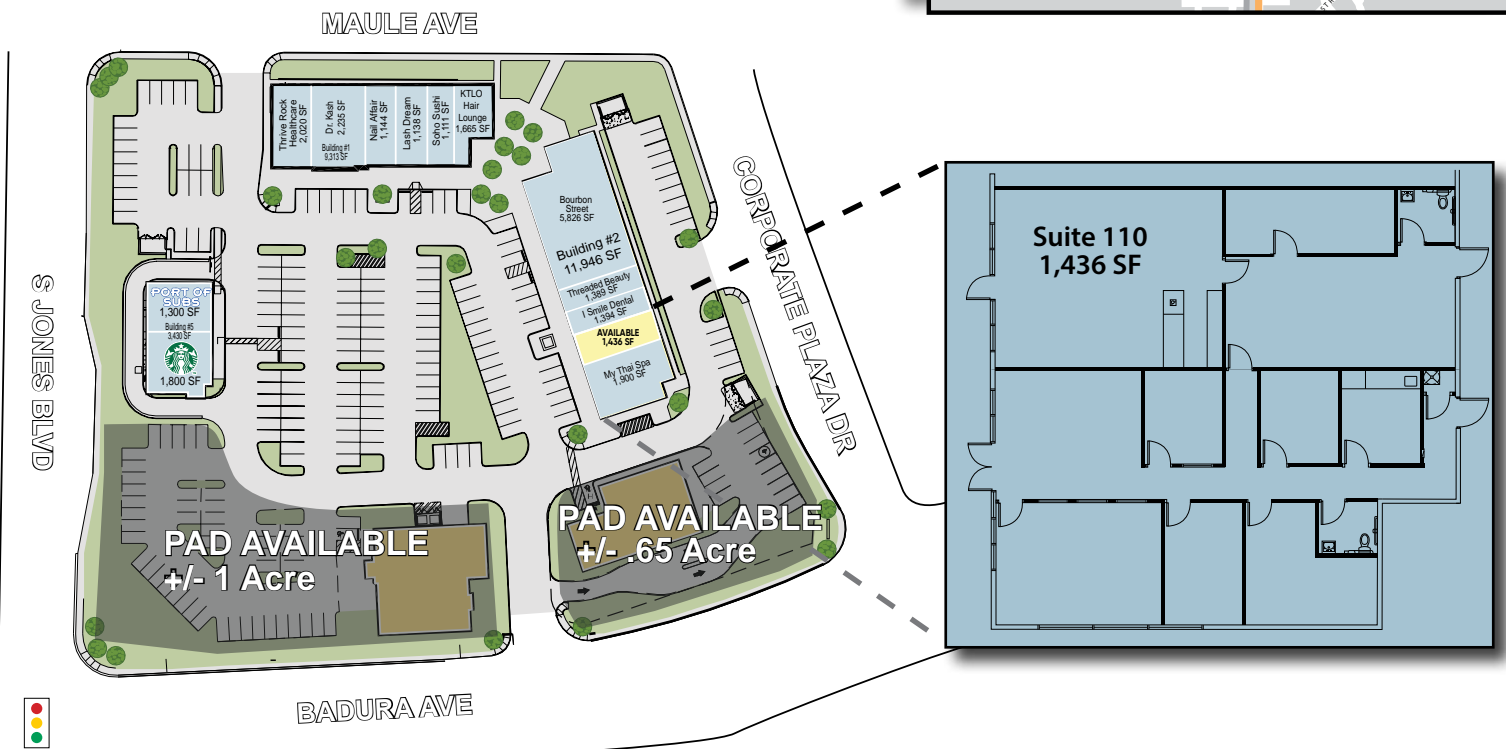 MAULE AVE
Thrive Rock
Healthcare
2,020 SF
Dr. Kash
2,235 SF
Building #1
9,313 SF
Nail Affair
1,144 SF
Lash Dream
1,138 SF
Soho Sushi
1,111 SF
KTLO
Hair
Lounge
1,665 SF
Bourbon
Street
5,826 SF
Building #2
11,946 SF
Threaded Beauty
1,389 SF
I Smile Dental
1,394 SF
AVAILABLE
1,436 SF
My Thai Spa
1,900 SF
CORPORATE PLAZA DR
Suite 110
1,436 SF
S JONES BLVD
PORT OF
SUBS
1,300 SF
Building #5
3,430 SF
1,800 SF
PAD AVAILABLE
+/- 1 Acre
PAD AVAILABLE
+/- .65 Acre
BADURA AVE